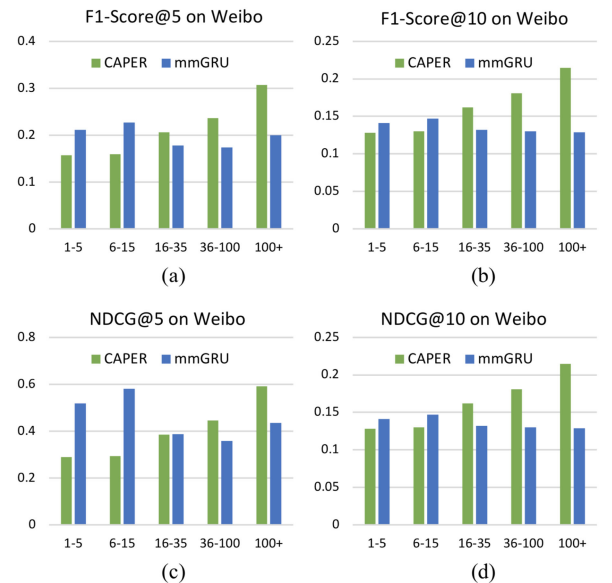 F1-Score@5 on Weibo
0.4
CAPER mmGRU
0.3
0.2
0.1
0
1-5 6-15 16-35 36-100 100+
(a)
F1-Score@10 on Weibo
0.25
CAPER mmGRU
0.2
0.15
0.1
0.05
0
1-5 6-15 16-35 36-100 100+
(b)
NDCG@5 on Weibo
0.8
CAPER mmGRU
0.6
0.4
0.2
0
1-5 6-15 16-35 36-100 100+
(c)
NDCG@10 on Weibo
0.25
CAPER mmGRU
0.2
0.15
0.1
0.05
0
1-5 6-15 16-35 36-100 100+
(d)